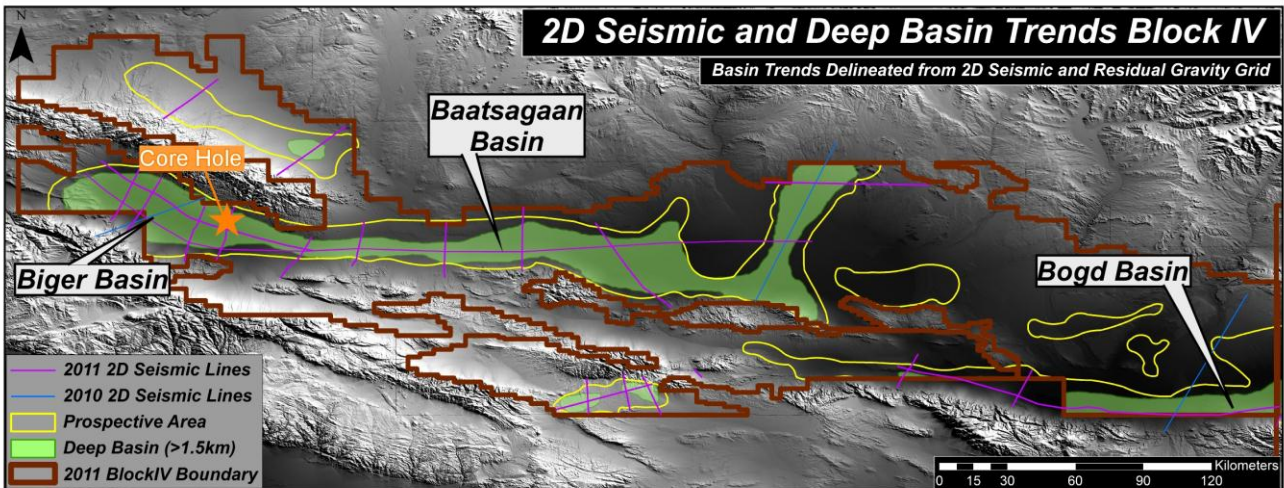 N
2D Seismic and Deep Basin Trends Block IV
Basin Trends Delineated from 2D Seismic and Residual Gravity Grid
Baatsagaan
Basin
Core Hole
Biger Basin
Bogd Basin
2011 2D Seismic Lines
2010 2D Seismic Lines
Prospective Area
Deep Basin (>1.5km)
2011 BlockIV Boundary
Kilometers
0 15 30 60 90 120